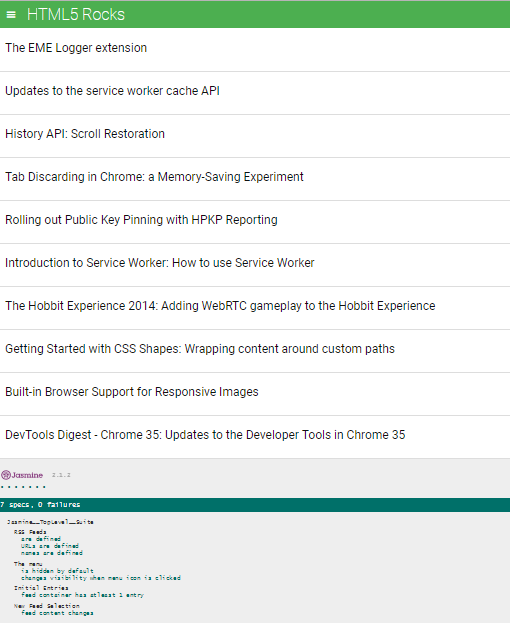 HTML5 Rocks
The EME Logger extension
Updates to the service worker cache API
History API: Scroll Restoration
Tab Discarding in Chrome: a Memory-Saving Experiment
Rolling out Public Key Pinning with HPKP Reporting
Introduction to Service Worker: How to use Service Worker
The Hobbit Experience 2014: Adding WebRTC gameplay to the Hobbit Experience
Getting Started with CSS Shapes: Wrapping content around custom paths
Built-in Browser Support for Responsive Images
DevTools Digest - Chrome 35: Updates to the Developer Tools in Chrome 35
Jasmine 2.1.2
7 specs, 0 failures
Jasmine__TopLevel__Suite
RSS Feeds
are defined
URLs are defined
names are defined
The menu
is hidden by default
changes visibility when menu icon is clicked
Initial Entries
feed container has atleast 1 entry
New Feed Selection
feed content changes